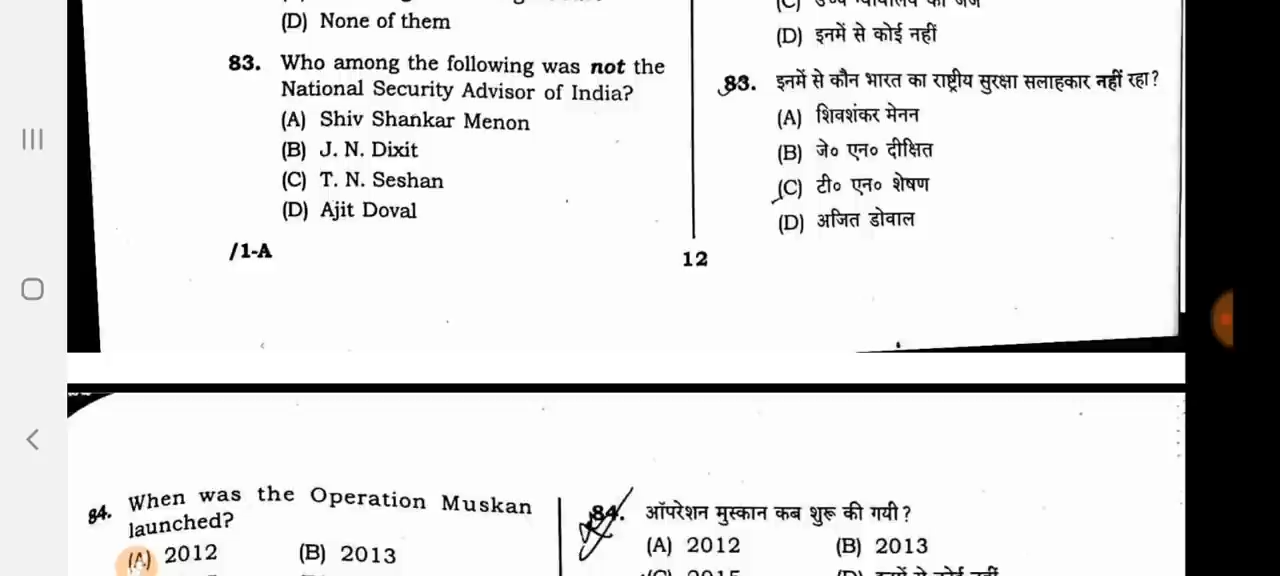 (D) None of them
83. Who among the following was not the
National Security Advisor of India?
(A) Shiv Shankar Menon
(B) J. N. Dixit
(C) T. N. Seshan
(D) Ajit Doval
/1-A
(D) इनमें से कोई नहीं
83. इनमें से कौन भारत का राष्ट्रीय सुरक्षा सलाहकार नहीं रहा?
(A) शिवशंकर मेनन
(B) जे० एन० दीक्षित
(C) टी० एन० शेषण
(D) अजित डोवाल
12
84. When was the Operation Muskan
launched?
(A) 2012 (B) 2013
84. ऑपरेशन मुस्कान कब शुरू की गयी?
(A) 2012 (B) 2013